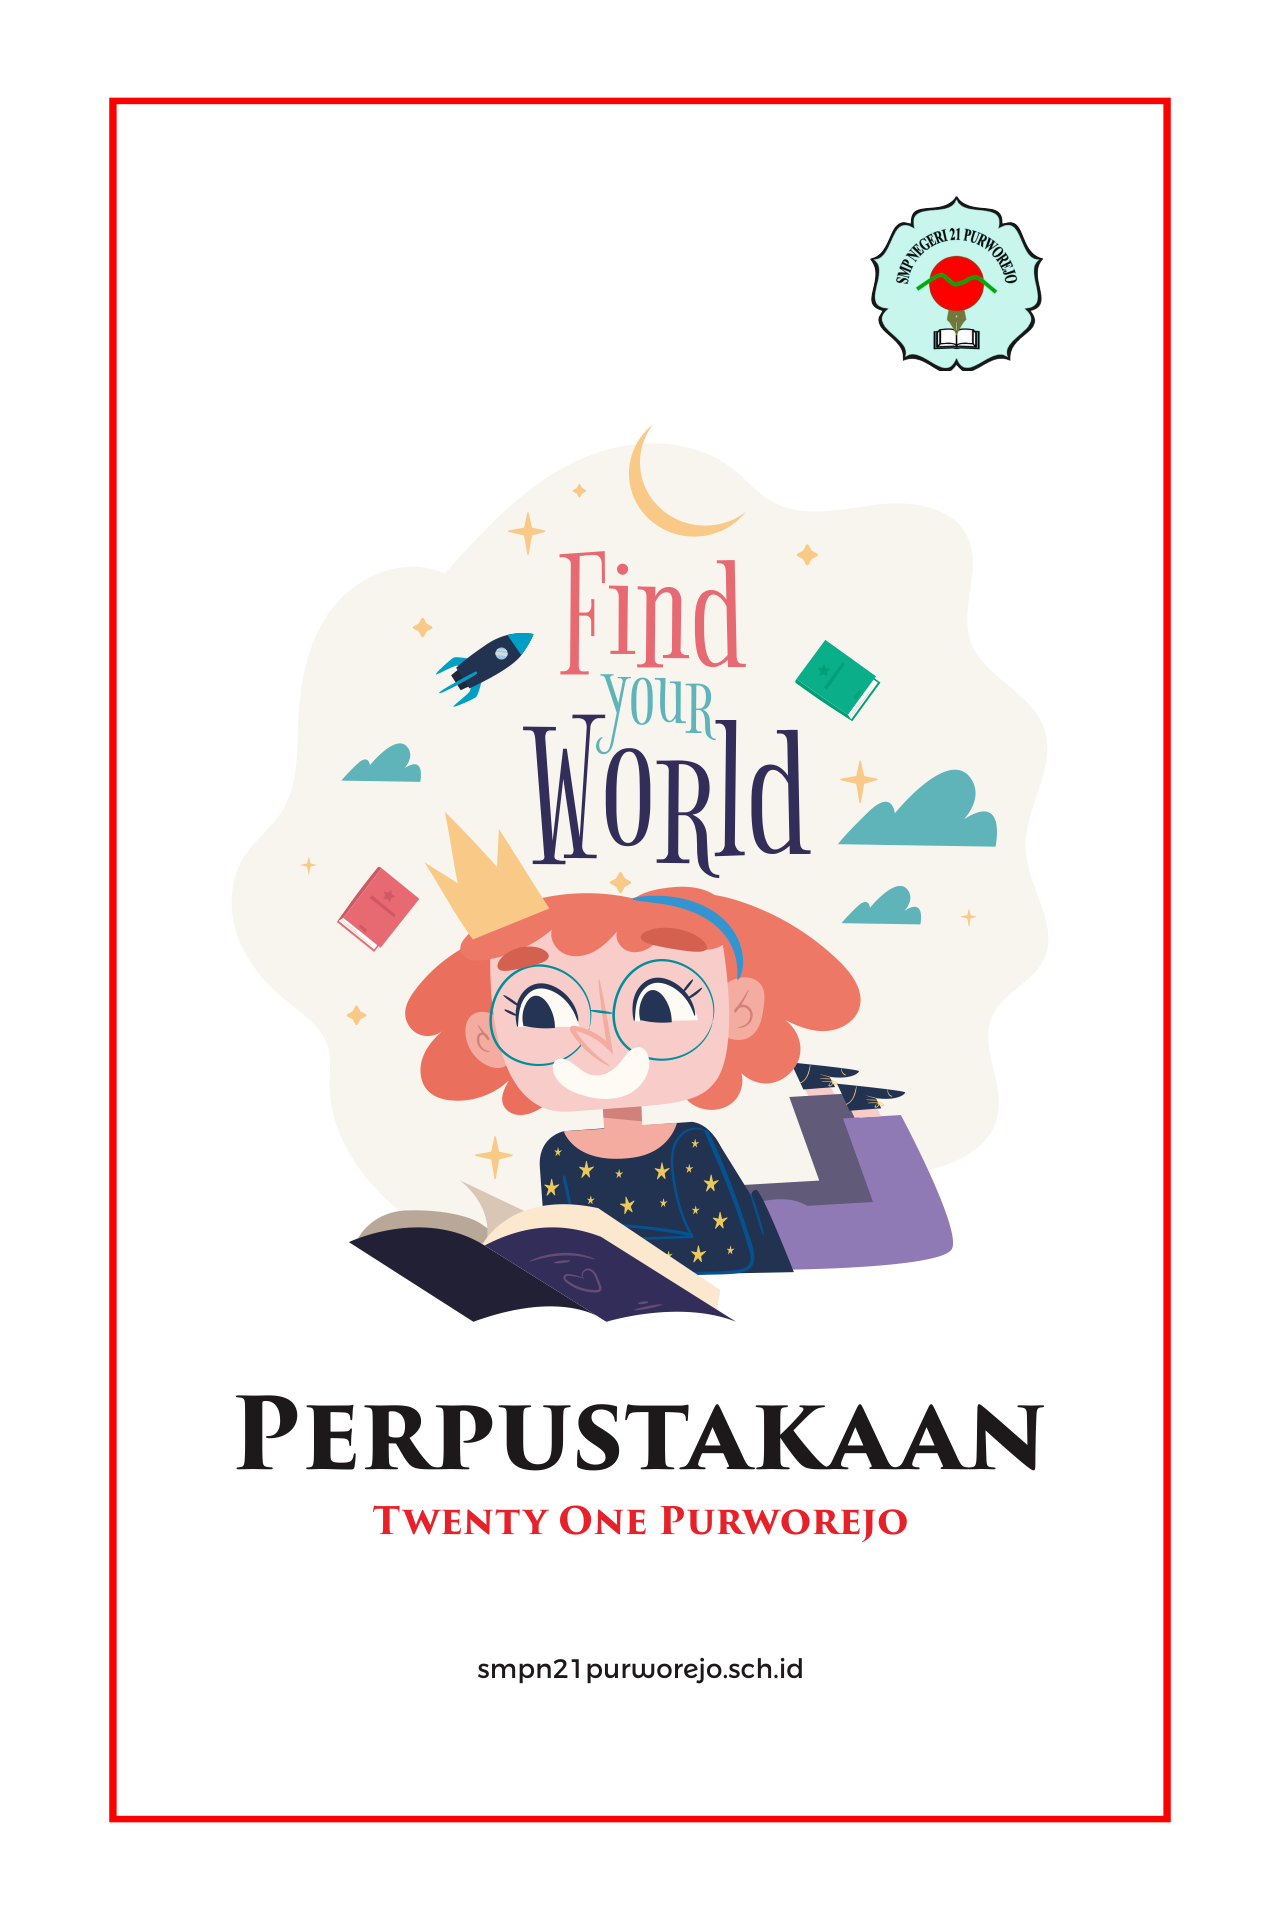 SMP NEGERI 21 PURWOREJO
Find
your
World
Perpustakaan
Twenty One Purworejo
smpn21purworejo.sch.id